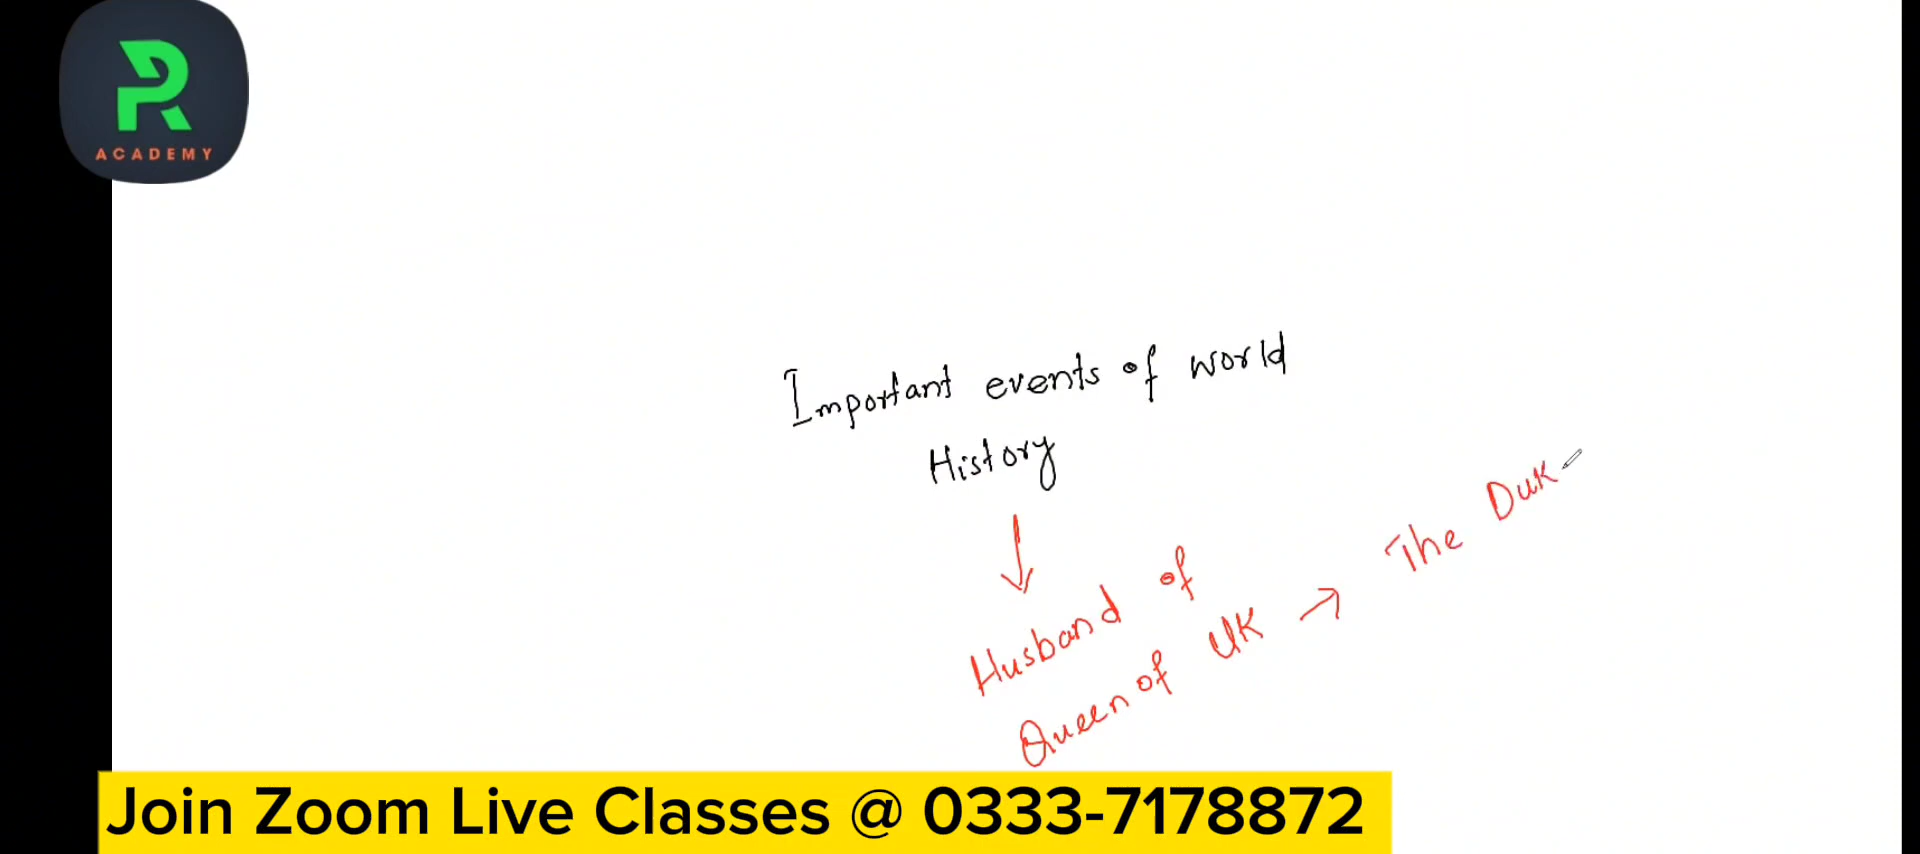 R
ACADEMY
Important events of world
History
Husband of
Queen of UK → The Duk
Join Zoom Live Classes @ 0333-7178872